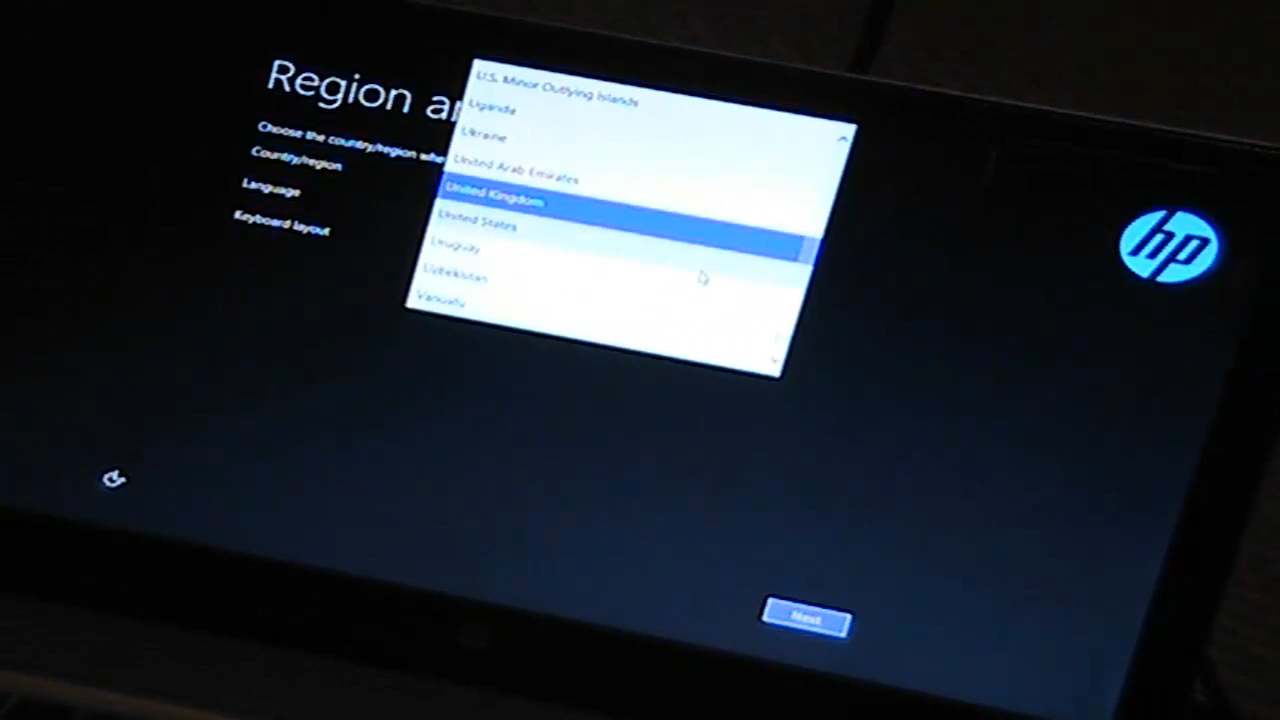 Region an
Choose the country/region whe
Country/region
Language
Keyboard layout
U.S. Minor Outlying Islands
Uganda
Ukraine
United Arab Emirates
United Kingdom
United States
Uruguay
Uzbekistan
Vanuatu
hp
Next